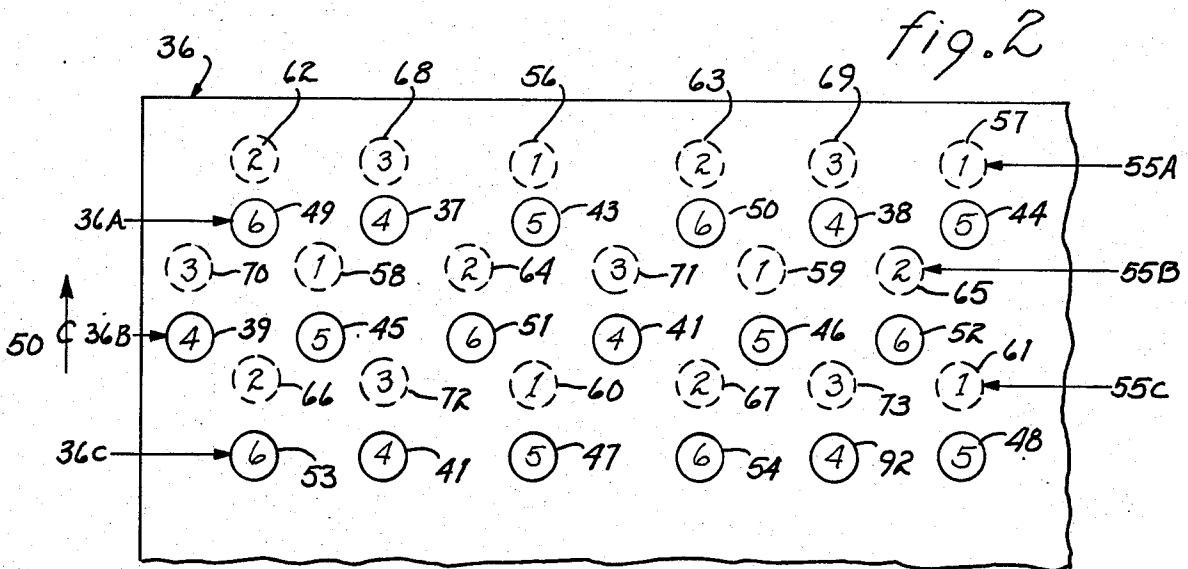 fig.2
36
62 68 56 63 69
57
2 3 1 2 3 1 55A
36A 6 49 4 37 5 43 6 50 4 38 5 44
3 70 1 58 2 64 3 71 1 59 2 65 55B
50 ¢ 36B 4 39 5 45 6 51 4 41 5 46 6 52
61
2 66 3 72 1 60 2 67 3 73 1 55C
36C 6 53 4 41 5 47 6 54 4 92 5 48